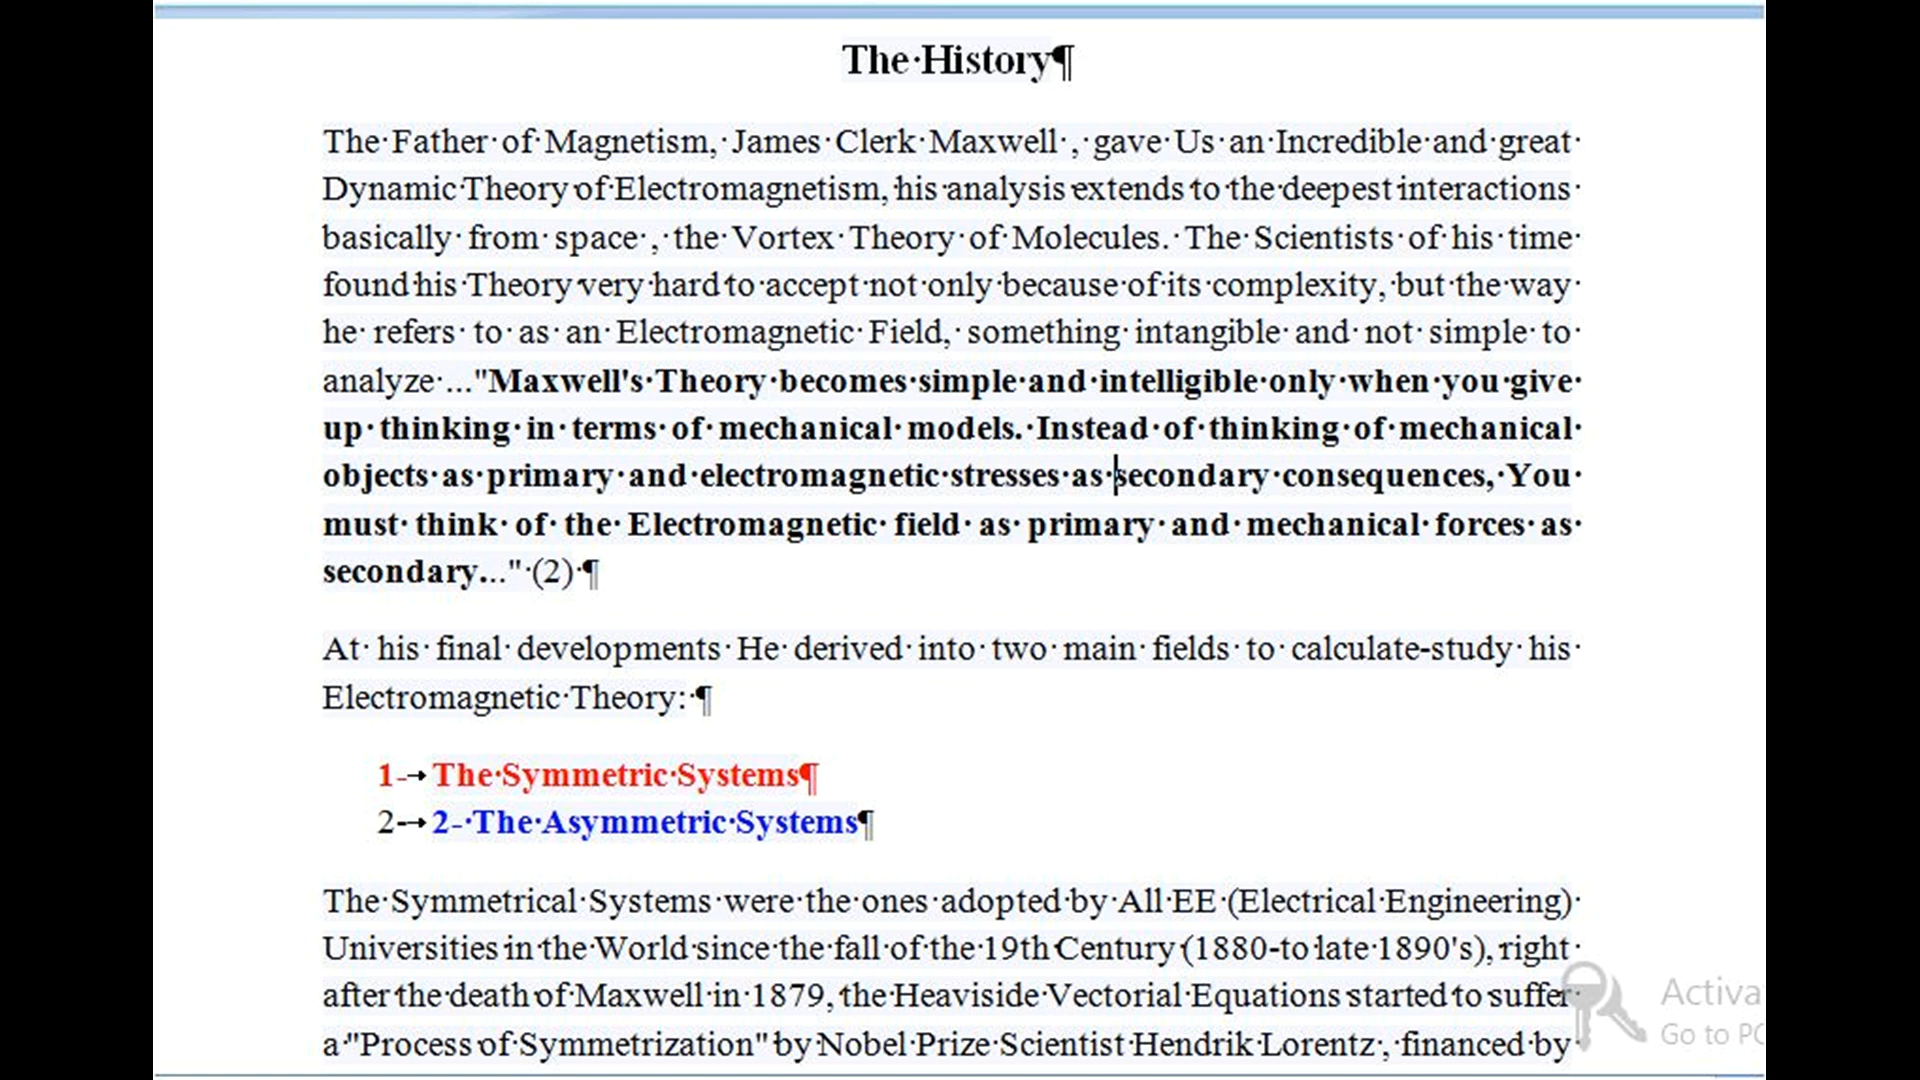 The History¶
The Father of Magnetism, James Clerk Maxwell , gave Us an Incredible and great
Dynamic Theory of Electromagnetism, his analysis extends to the deepest interactions
basically from space , the Vortex Theory of Molecules. The Scientists of his time
found his Theory very hard to accept not only because of its complexity, but the way
he refers to as an Electromagnetic Field, something intangible and not simple to
analyze ..."Maxwell's Theory becomes simple and intelligible only when you give
up thinking in terms of mechanical models. Instead of thinking of mechanical
objects as primary and electromagnetic stresses as secondary consequences, You
must think of the Electromagnetic field as primary and mechanical forces as
secondary..." (2) ¶
At his final developments He derived into two main fields to calculate-study his
Electromagnetic Theory: ¶
1-→ The Symmetric Systems¶
2-→ 2- The Asymmetric Systems¶
The Symmetrical Systems were the ones adopted by All EE (Electrical Engineering)
Universities in the World since the fall of the 19th Century (1880-to late 1890's), right
after the death of Maxwell in 1879, the Heaviside Vectorial Equations started to suffer
a "Process of Symmetrization" by Nobel Prize Scientist Hendrik Lorentz , financed by
Activa
Go to PC